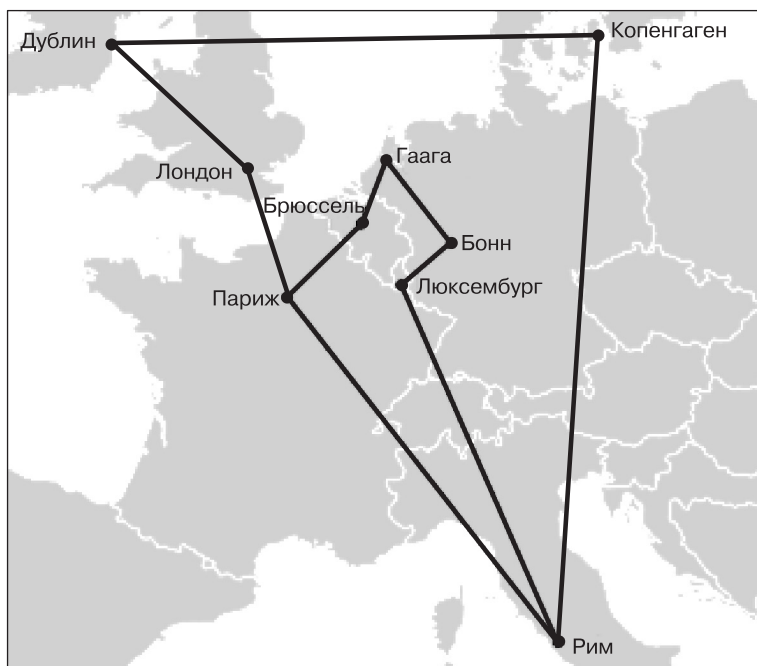 Дублин
Копенгаген
Гаага
Лондон
Брюссель
Бонн
Люксембург
Париж
Рим